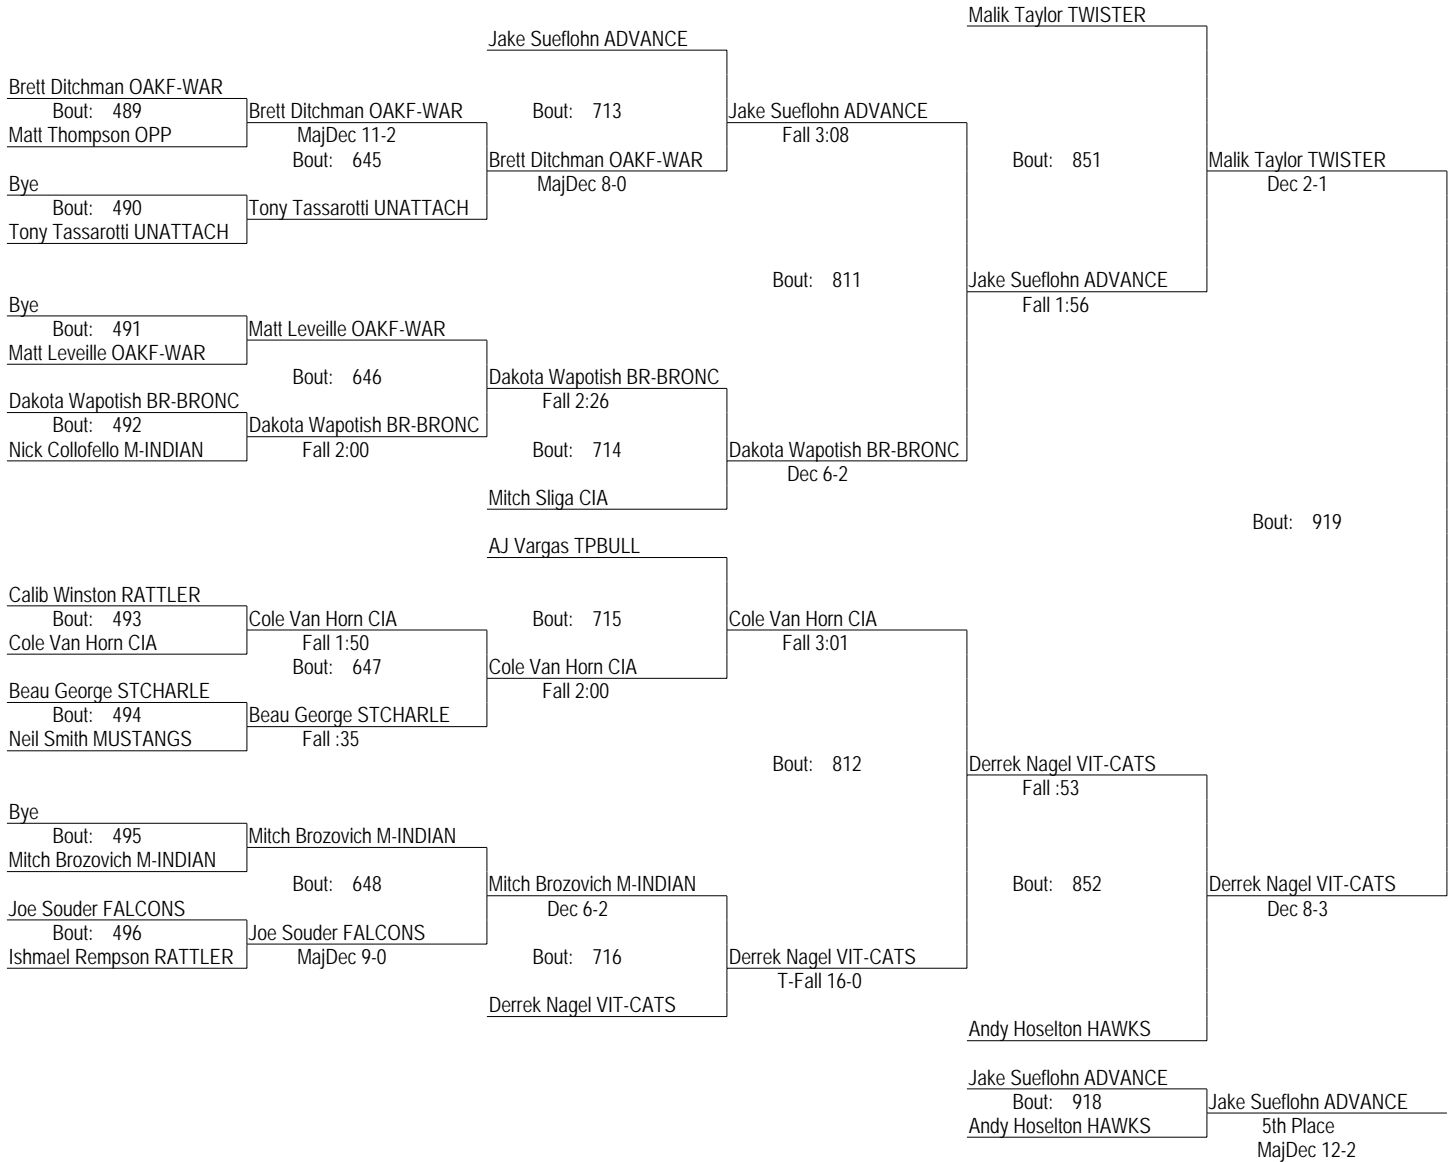 Brett Ditchman OAKF-WAR
Bout: 489
Matt Thompson OPP
Bye
Bout: 490
Tony Tassarotti UNATTACH
Bye
Bout: 491
Matt Leveille OAKF-WAR
Dakota Wapotish BR-BRONC
Bout: 492
Nick Collofello M-INDIAN
Calib Winston RATTLER
Bout: 493
Cole Van Horn CIA
Beau George STCHARLE
Bout: 494
Neil Smith MUSTANGS
Bye
Bout: 495
Mitch Brozovich M-INDIAN
Joe Souder FALCONS
Bout: 496
Ishmael Rempson RATTLER
Brett Ditchman OAKF-WAR
MajDec 11-2
Bout: 645
Tony Tassarotti UNATTACH
Matt Leveille OAKF-WAR
Bout: 646
Dakota Wapotish BR-BRONC
Fall 2:00
Cole Van Horn CIA
Fall 1:50
Bout: 647
Beau George STCHARLE
Fall :35
Mitch Brozovich M-INDIAN
Bout: 648
Joe Souder FALCONS
MajDec 9-0
Jake Sueflohn ADVANCE
Bout: 713
Brett Ditchman OAKF-WAR
MajDec 8-0
Dakota Wapotish BR-BRONC
Fall 2:26
Bout: 714
Mitch Sliga CIA
AJ Vargas TPBULL
Bout: 715
Cole Van Horn CIA
Fall 2:00
Mitch Brozovich M-INDIAN
Dec 6-2
Bout: 716
Derrek Nagel VIT-CATS
Jake Sueflohn ADVANCE
Fall 3:08
Bout: 811
Dakota Wapotish BR-BRONC
Dec 6-2
Cole Van Horn CIA
Fall 3:01
Bout: 812
Derrek Nagel VIT-CATS
T-Fall 16-0
Malik Taylor TWISTER
Bout: 851
Jake Sueflohn ADVANCE
Fall 1:56
Derrek Nagel VIT-CATS
Fall :53
Bout: 852
Andy Hoselton HAWKS
Malik Taylor TWISTER
Dec 2-1
Bout: 919
Derrek Nagel VIT-CATS
Dec 8-3
Jake Sueflohn ADVANCE
Bout: 918
Andy Hoselton HAWKS
Jake Sueflohn ADVANCE
5th Place
MajDec 12-2